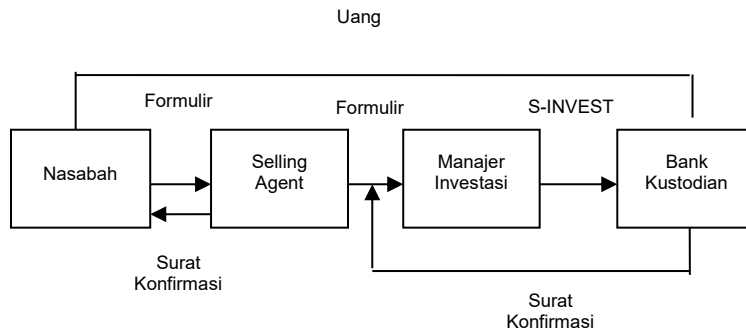 Uang
Formulir
Formulir
S-INVEST
Nasabah
Selling
Agent
Manajer
Investasi
Bank
Kustodian
Surat
Konfirmasi
Surat
Konfirmasi